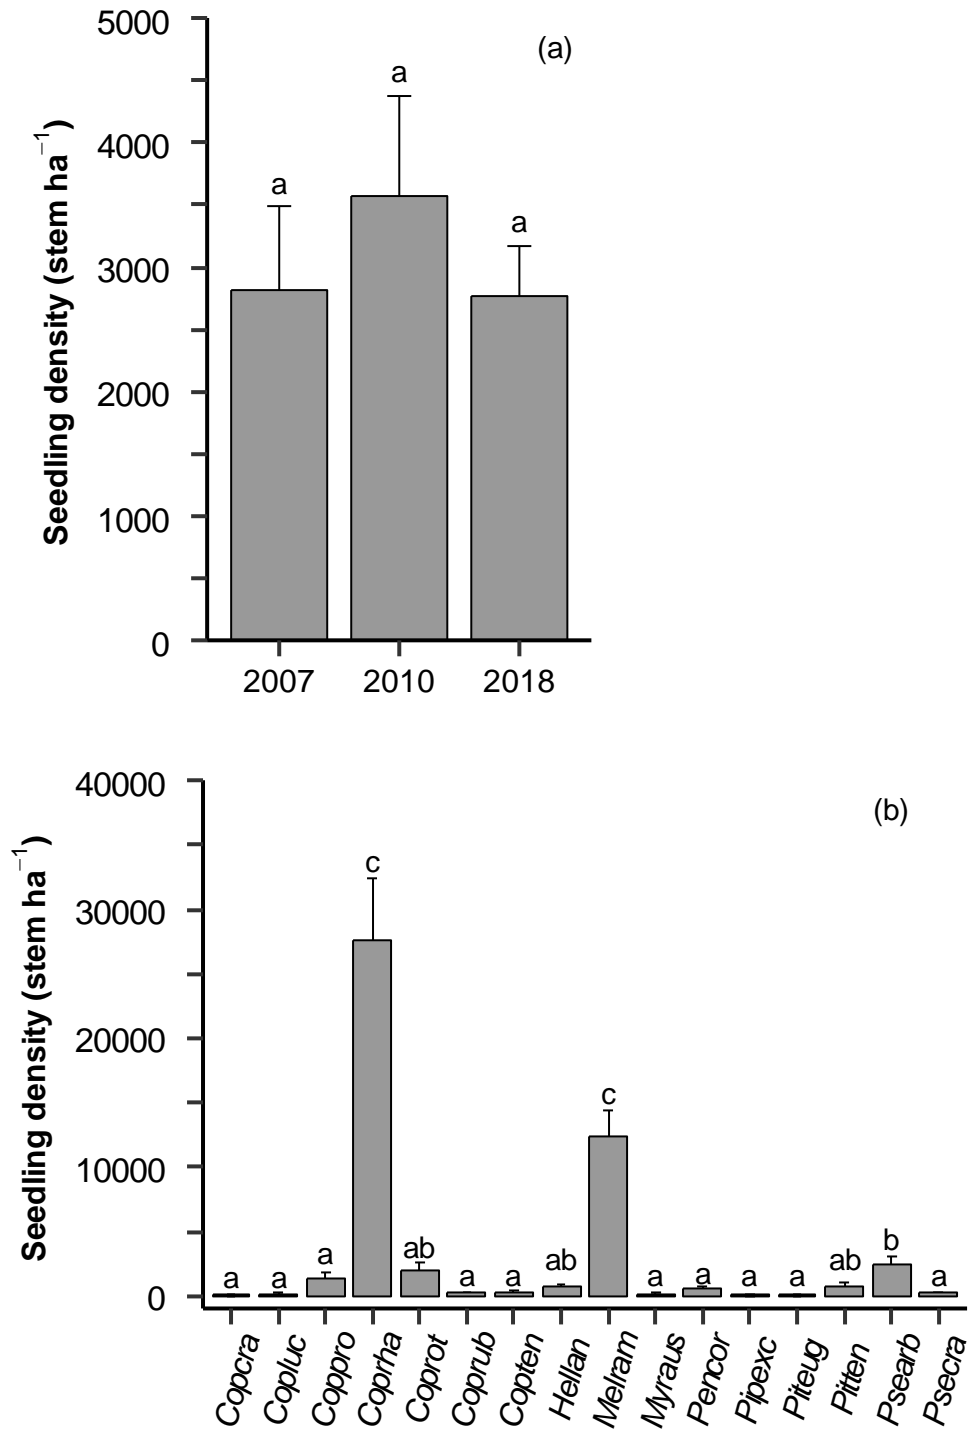 (a)
Seedling density (stem ha⁻¹)
5000
4000
3000
2000
1000
0
a
a
a
2007
2010
2018
(b)
Seedling density (stem ha⁻¹)
40000
30000
20000
10000
0
a
a
a
c
ab
a
a
ab
c
a
a
a
a
ab
b
a
Copcra
Copluc
Coppro
Coprha
Coprot
Coprub
Copten
Hellan
Melram
Myraus
Pencor
Pipexc
Piteug
Pitten
Psearb
Psecra